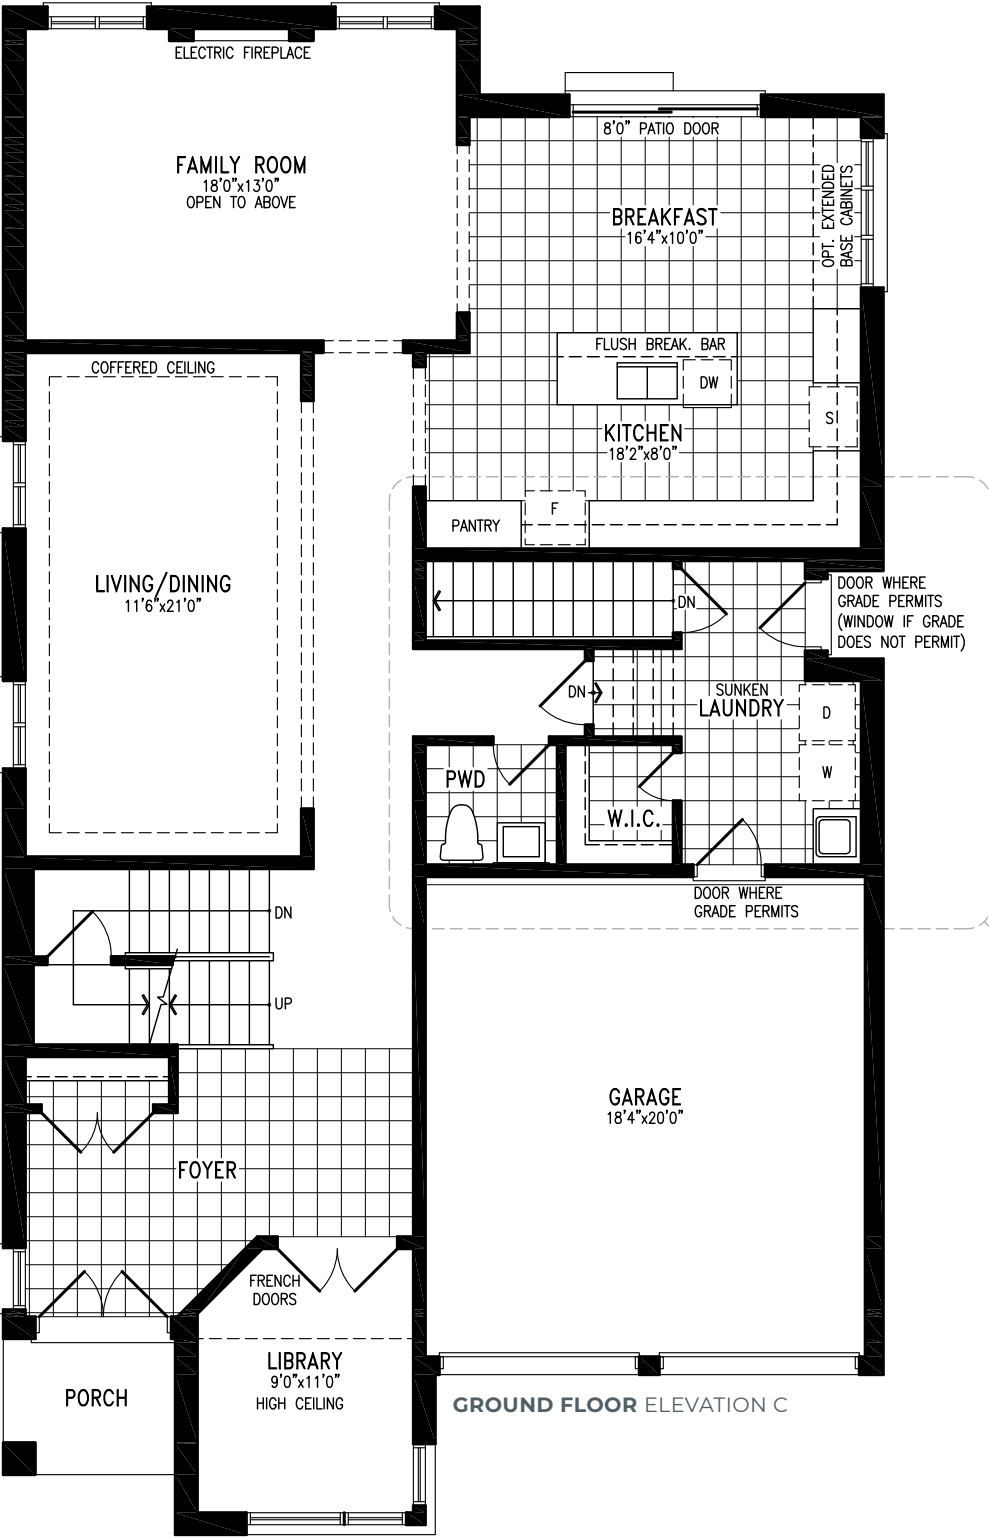 ELECTRIC FIREPLACE
FAMILY ROOM
18'0"x13'0"
OPEN TO ABOVE
8'0" PATIO DOOR
BREAKFAST
16'4"x10'0"
OPT. EXTENDED
BASE CABINETS
FLUSH BREAK. BAR
DW
S
KITCHEN
18'2"x8'0"
F
PANTRY
COFFERED CEILING
LIVING/DINING
11'6"x21'0"
DN
DOOR WHERE
GRADE PERMITS
(WINDOW IF GRADE
DOES NOT PERMIT)
DN
SUNKEN
LAUNDRY
D
W
PWD
W.I.C.
DOOR WHERE
GRADE PERMITS
DN
UP
GARAGE
18'4"x20'0"
FOYER
FRENCH
DOORS
LIBRARY
9'0"x11'0"
HIGH CEILING
PORCH
GROUND FLOOR ELEVATION C